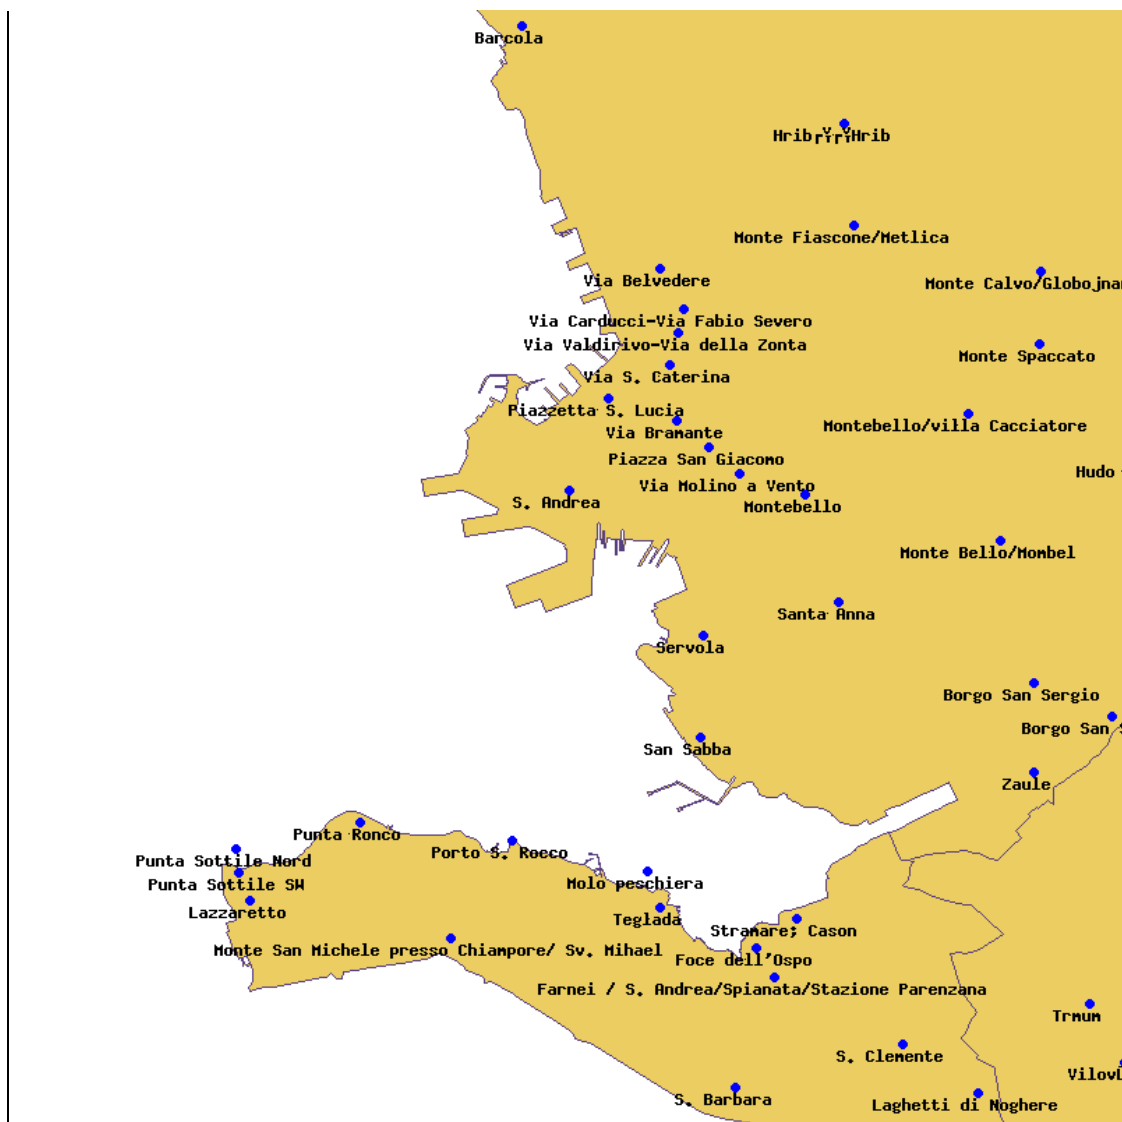 Barcola
Monte Fiascone/Metlica
Via Belvedere
Monte Calvo/Globojnar
Via Carducci-Via Fabio Severo
Via Valdirivo-Via della Zonta
Monte Spaccato
Via S. Caterina
Piazzetta S. Lucia
Montebello/villa Cacciatore
Via Bramante
Piazza San Giacomo
Hudo
Via Molino a Vento
S. Andrea
Montebello
Monte Bello/Mombel
Santa Anna
Servola
Borgo San Sergio
Borgo San S
San Sabba
Zaule
Punta Ronco
Porto S. Rocco
Punta Sottile Nord
Punta Sottile SW
Molo peschiera
Lazzaretto
Teglada
Stramare; Cason
Monte San Michele presso Chiampore/ Sv. Mihael
Foce dell'Ospo
Farnei / S. Andrea/Spianata/Stazione Parenzana
Trmum
S. Clemente
S. Barbara
Laghetti di Noghere